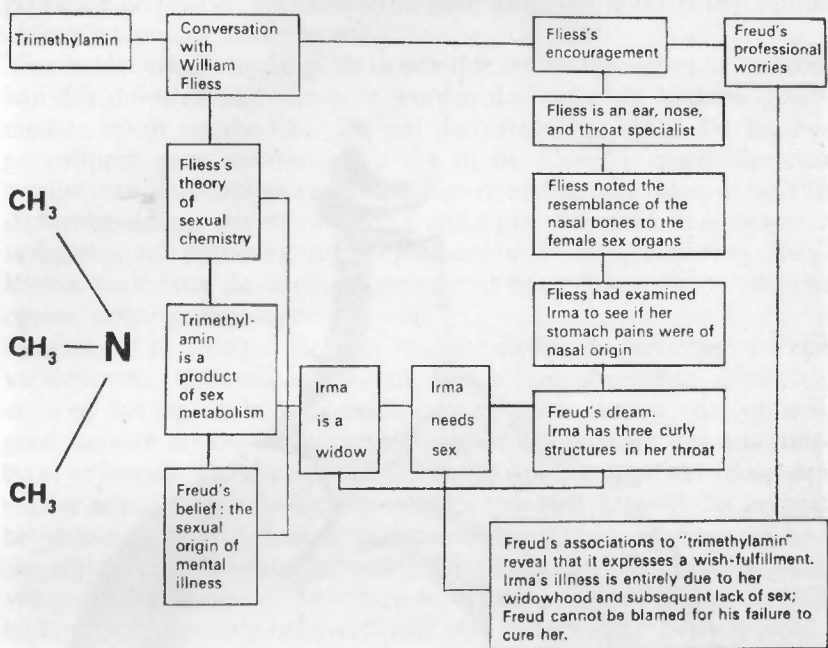 Trimethylamin
Conversation
with
William
Fliess
Fliess's
encouragement
Freud's
professional
worries
Fliess is an ear, nose,
and throat specialist
Fliess's
theory
of
sexual
chemistry
Fliess noted the
resemblance of the
nasal bones to the
female sex organs
CH3
CH3
N
CH3
Trimethyl-
amin
is a
product
of sex
metabolism
Fliess had examined
Irma to see if her
stomach pains were of
nasal origin
Irma
is a
widow
Irma
needs
sex
Freud's dream.
Irma has three curly
structures in her throat
Freud's
belief: the
sexual
origin of
mental
illness
Freud's associations to "trimethylamin"
reveal that it expresses a wish-fulfillment.
Irma's illness is entirely due to her
widowhood and subsequent lack of sex;
Freud cannot be blamed for his failure to
cure her.